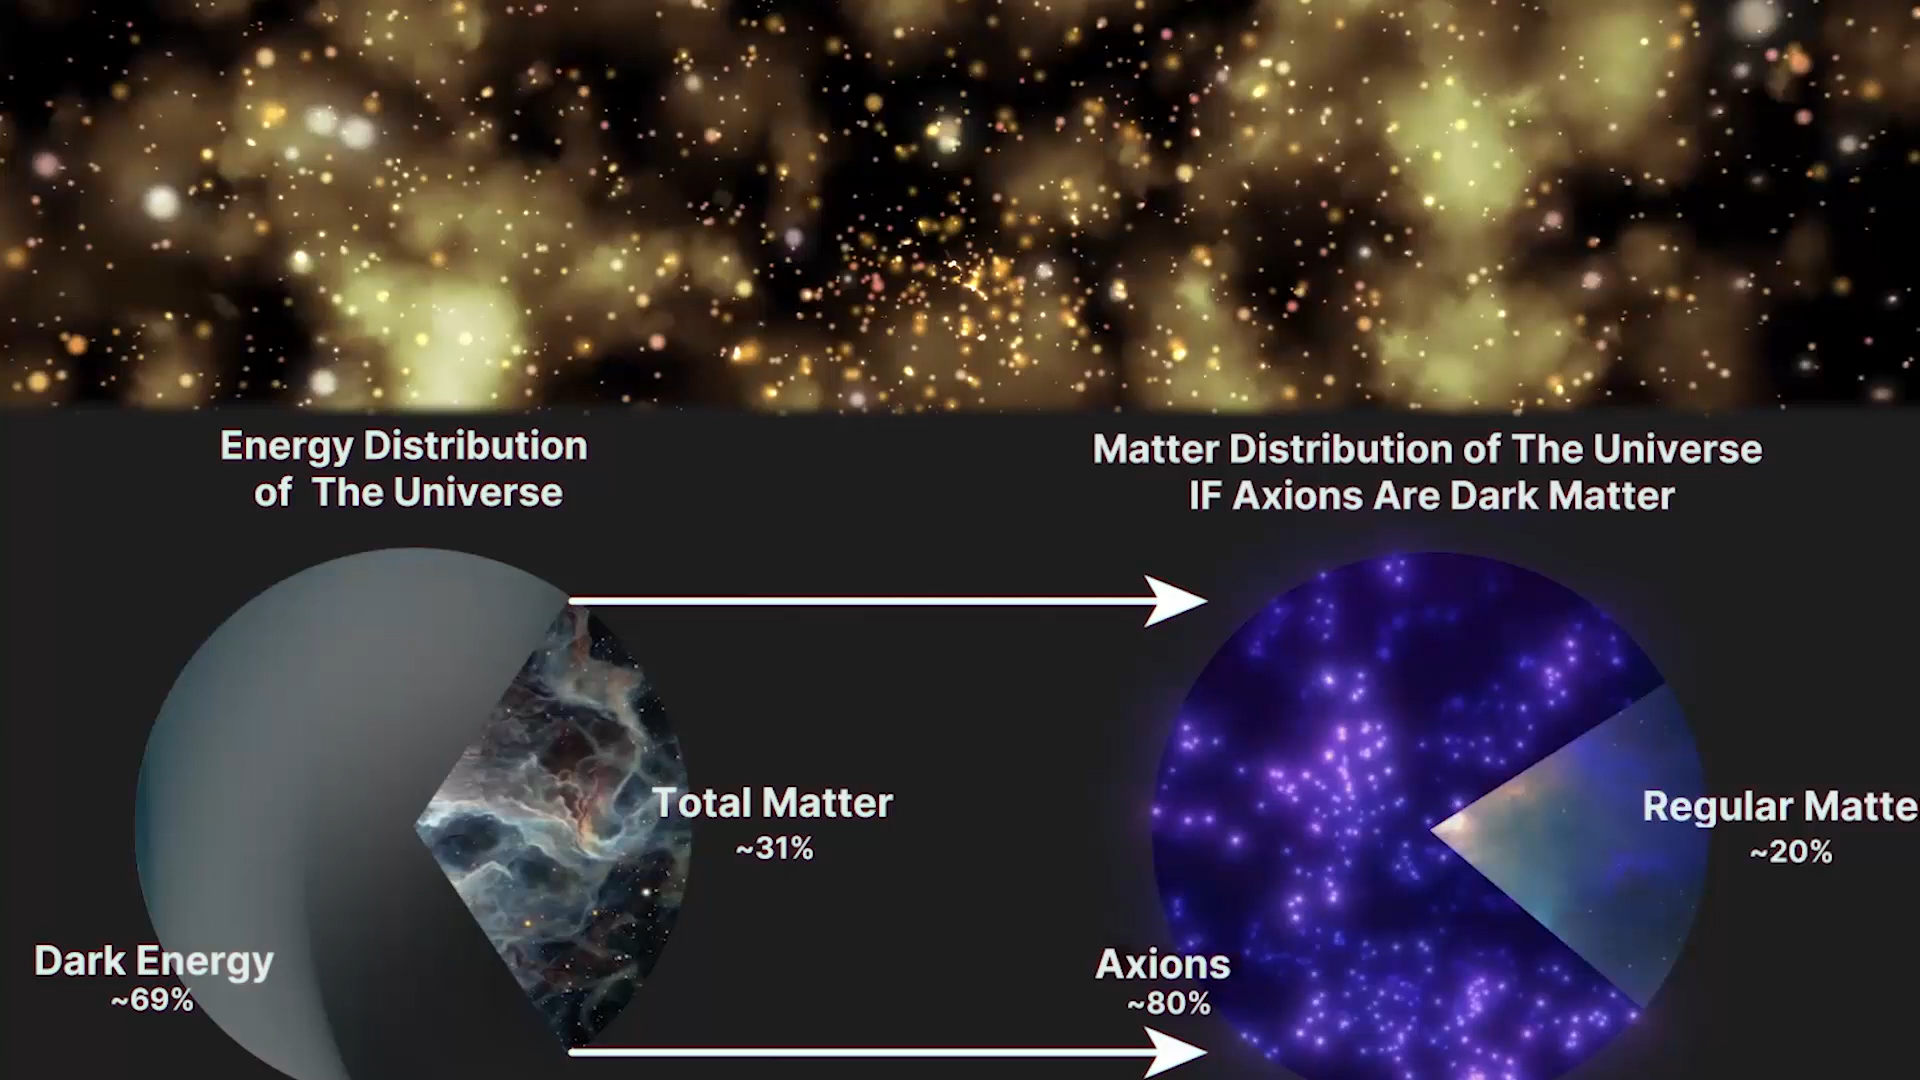 Energy Distribution
of The Universe
Matter Distribution of The Universe
IF Axions Are Dark Matter
Total Matter
~31%
Regular Matte
~20%
Dark Energy
~69%
Axions
~80%